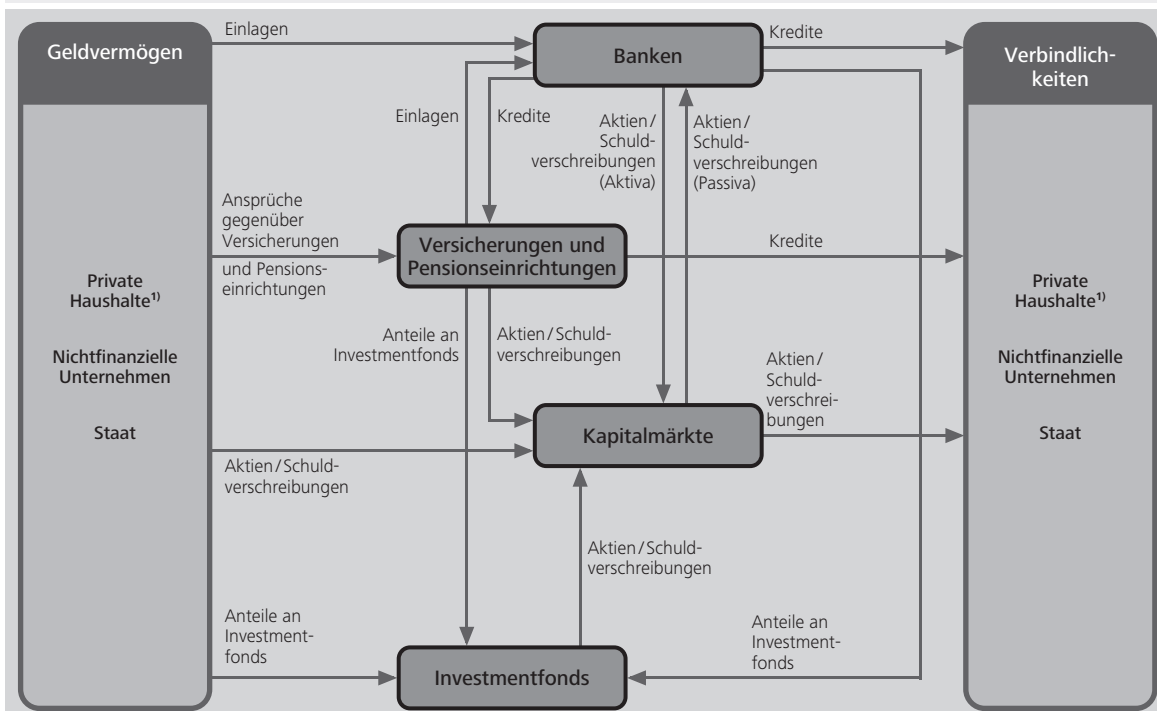 Geldvermögen
Private
Haushalte¹⁾
Nichtfinanzielle
Unternehmen
Staat
Einlagen
Banken
Kredite
Verbindlich-
keiten
Einlagen
Kredite
Aktien/
Schuld-
verschreibungen
(Aktiva)
Aktien/
Schuld-
verschreibungen
(Passiva)
Ansprüche
gegenüber
Versicherungen
und Pensions-
einrichtungen
Versicherungen und
Pensionseinrichtungen
Kredite
Private
Haushalte¹⁾
Nichtfinanzielle
Unternehmen
Staat
Anteile an
Investmentfonds
Aktien/Schuld-
verschreibungen
Aktien/
Schuld-
verschrei-
bungen
Kapitalmärkte
Aktien/Schuld-
verschreibungen
Aktien/Schuld-
verschreibungen
Anteile an
Investment-
fonds
Investmentfonds
Anteile an
Investment-
fonds